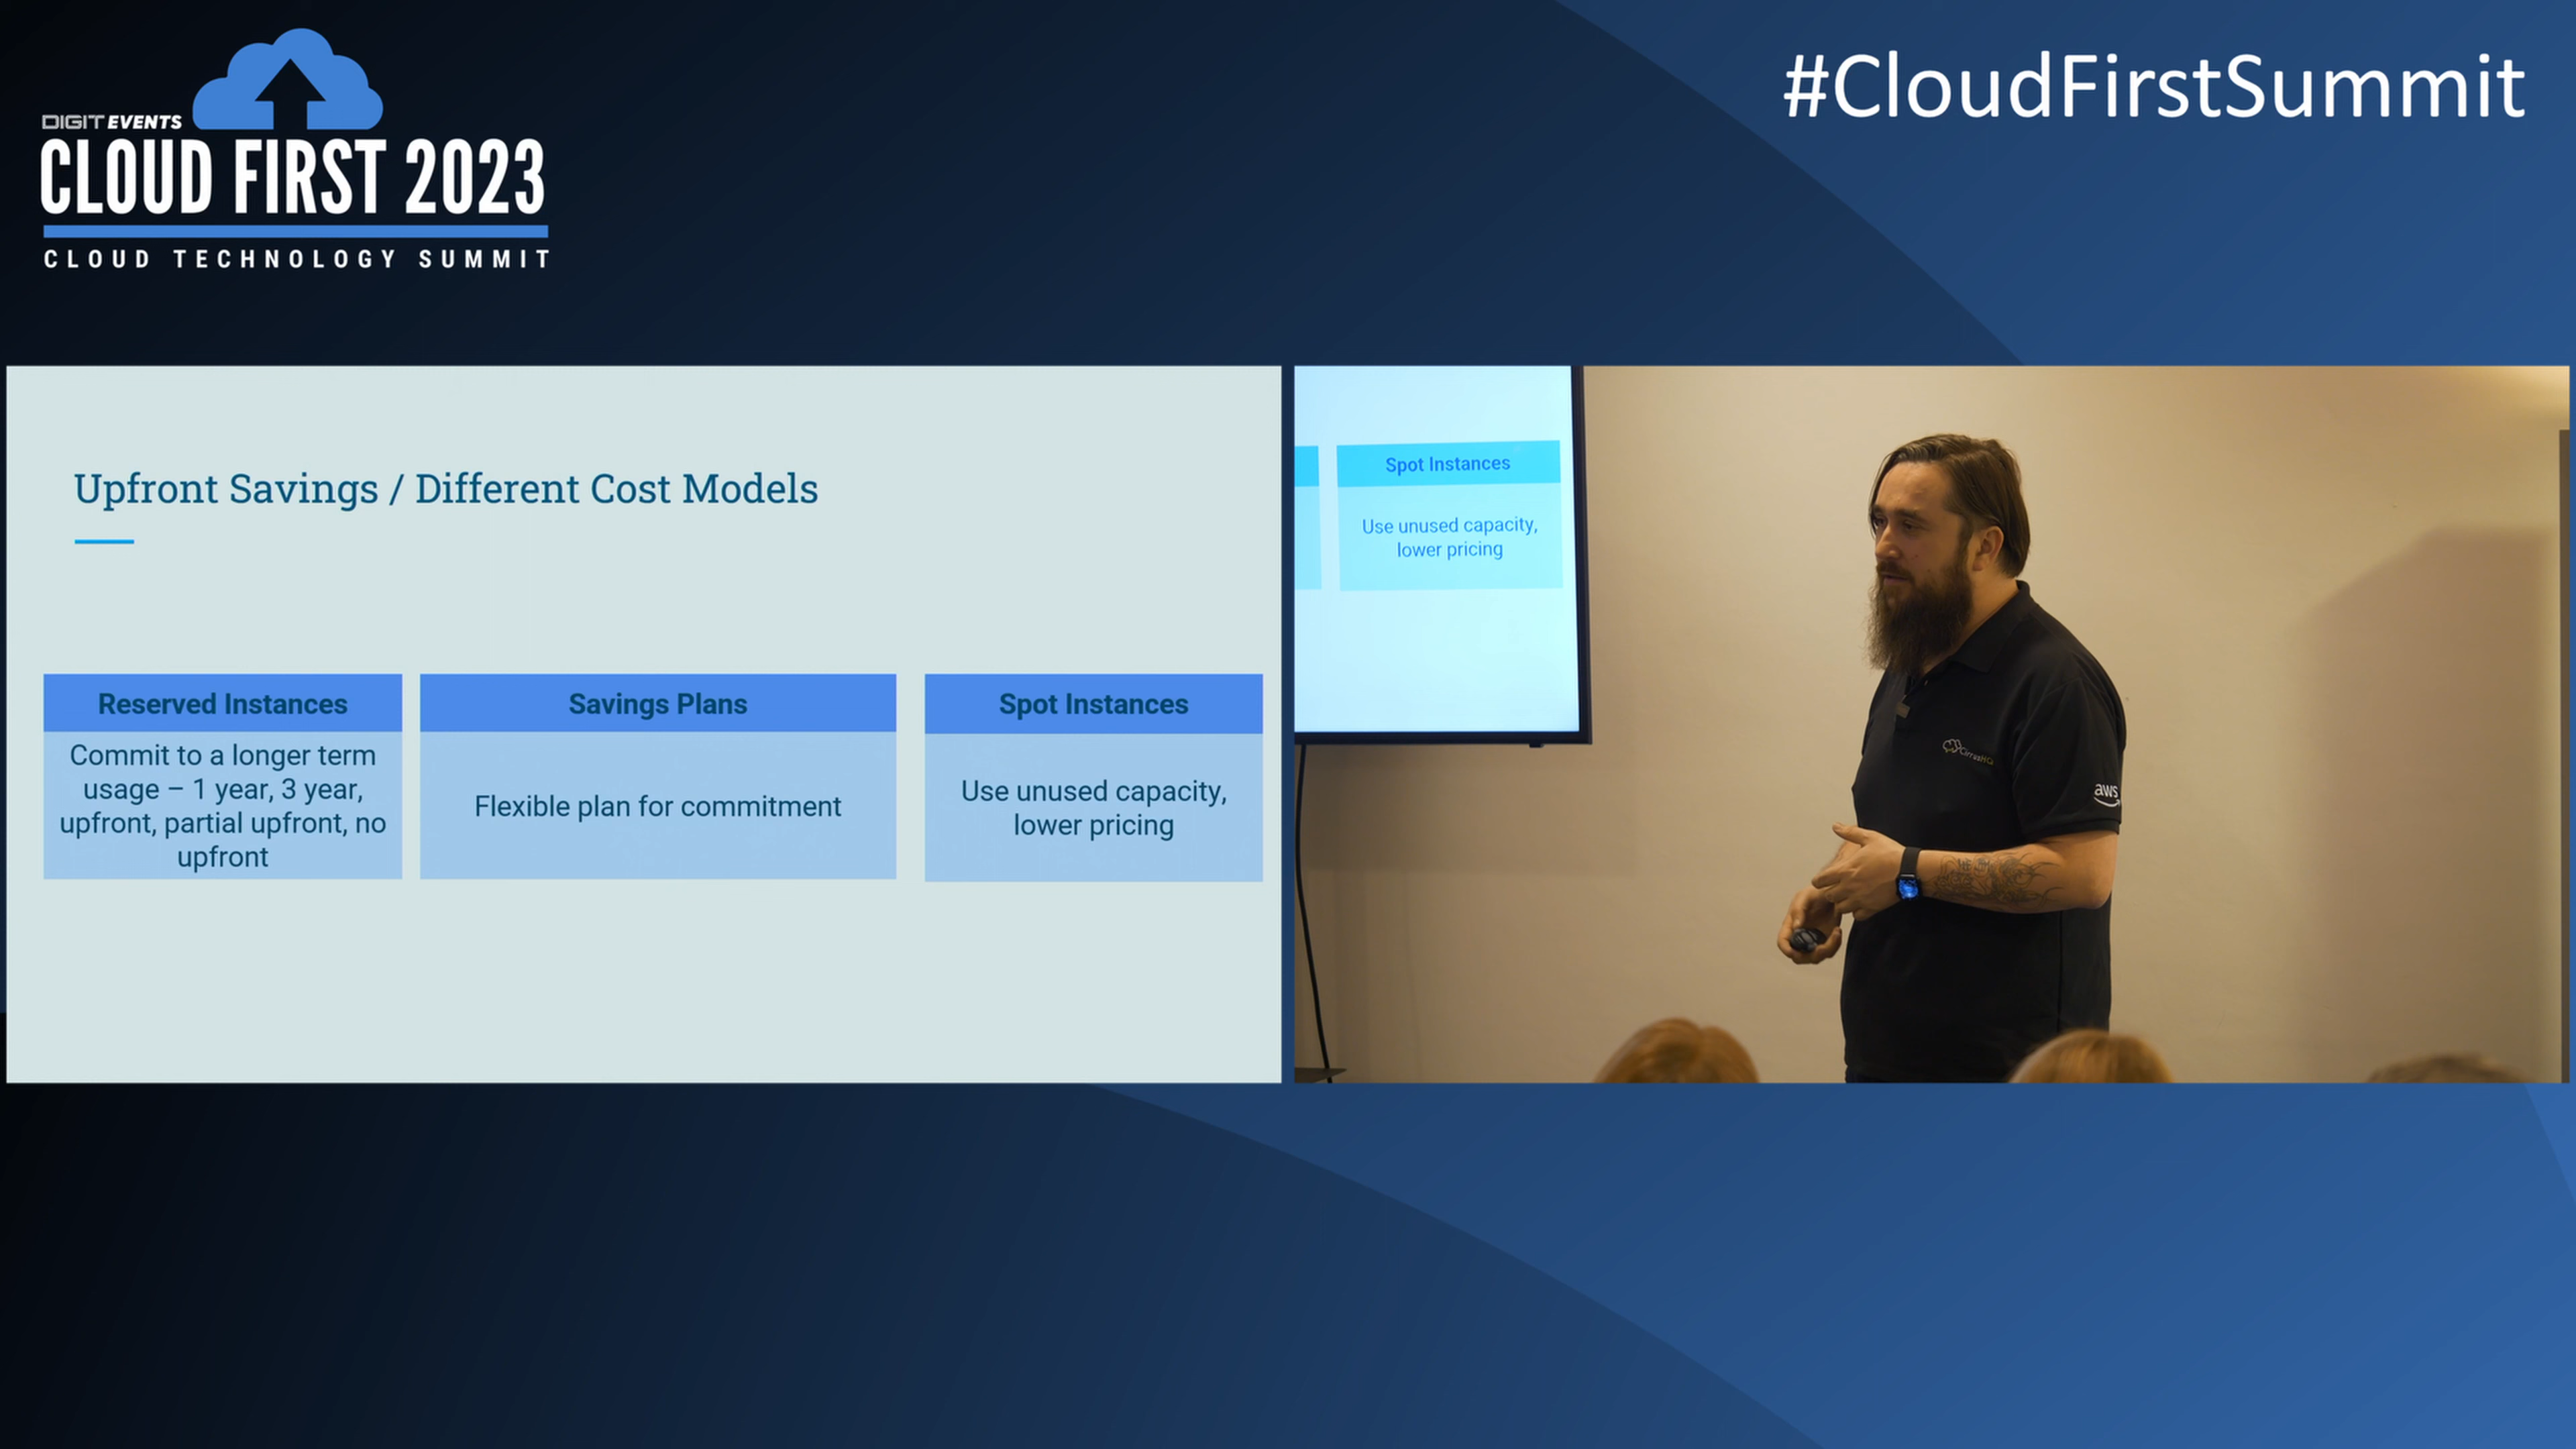 DIGIT EVENTS
CLOUD FIRST 2023
CLOUD TECHNOLOGY SUMMIT
#CloudFirstSummit
Upfront Savings / Different Cost Models
Reserved Instances
Commit to a longer term
usage – 1 year, 3 year,
upfront, partial upfront, no
upfront
Savings Plans
Flexible plan for commitment
Spot Instances
Use unused capacity,
lower pricing
Spot Instances
Use unused capacity,
lower pricing
CirrusHQ
aws